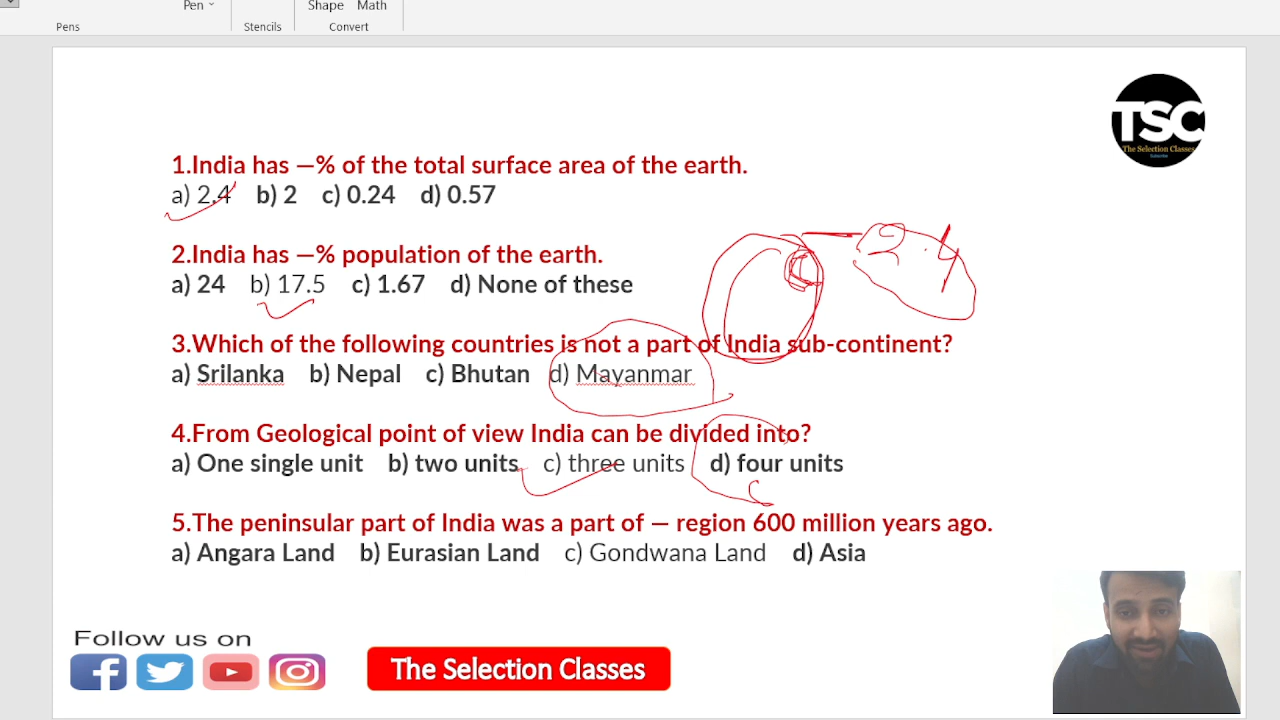 Pen
Shape Math
Pens
Stencils
Convert
TSC
The Selection Classes
Subscribe
1.India has —% of the total surface area of the earth.
a) 2.4 b) 2 c) 0.24 d) 0.57
2.India has —% population of the earth.
a) 24 b) 17.5 c) 1.67 d) None of these
2.4
3.Which of the following countries is not a part of India sub-continent?
a) Srilanka b) Nepal c) Bhutan d) Mayanmar
4.From Geological point of view India can be divided into?
a) One single unit b) two units c) three units d) four units
5.The peninsular part of India was a part of — region 600 million years ago.
a) Angara Land b) Eurasian Land c) Gondwana Land d) Asia
Follow us on
The Selection Classes